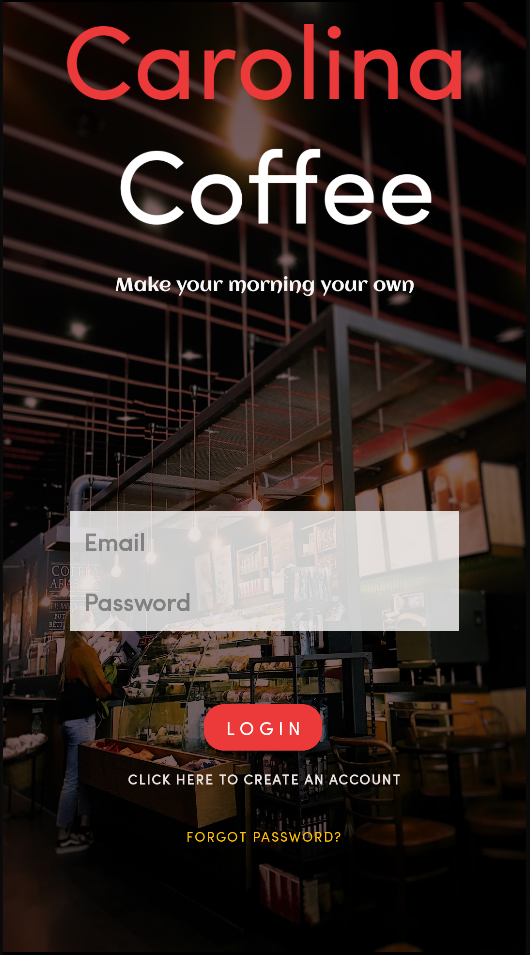 Carolina
Coffee
Make your morning your own
Email
Password
LOGIN
CLICK HERE TO CREATE AN ACCOUNT
FORGOT PASSWORD?